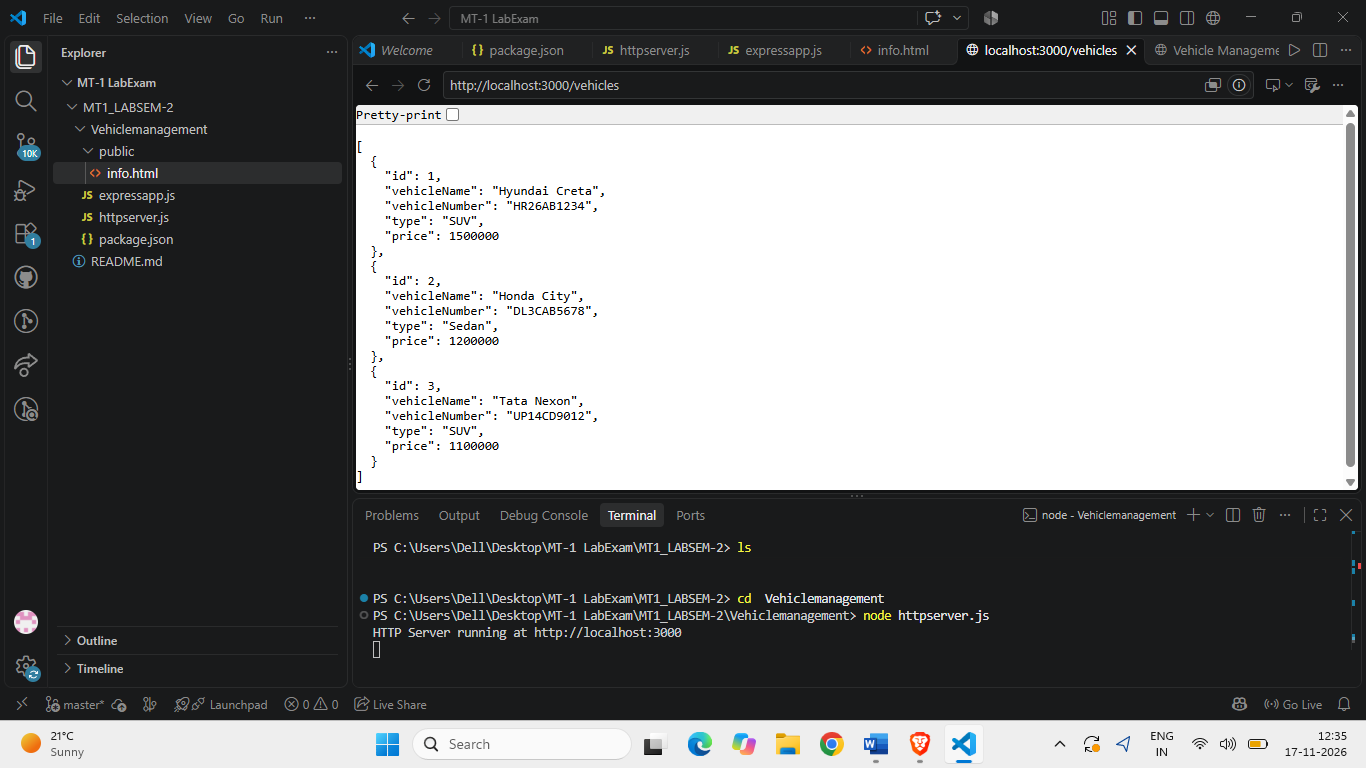 File Edit Selection View Go Run ··· MT-1 LabExam
Explorer ···
MT-1 LabExam
MT1_LABSEM-2
Vehiclemanagement
public
<> info.html
JS expressapp.js
JS httpserver.js
{} package.json
README.md
10K
1
Outline
Timeline
Welcome {} package.json JS httpserver.js JS expressapp.js <> info.html localhost:3000/vehicles Vehicle Manageme
http://localhost:3000/vehicles
Pretty-print
[
  {
    "id": 1,
    "vehicleName": "Hyundai Creta",
    "vehicleNumber": "HR26AB1234",
    "type": "SUV",
    "price": 1500000
  },
  {
    "id": 2,
    "vehicleName": "Honda City",
    "vehicleNumber": "DL3CAB5678",
    "type": "Sedan",
    "price": 1200000
  },
  {
    "id": 3,
    "vehicleName": "Tata Nexon",
    "vehicleNumber": "UP14CD9012",
    "type": "SUV",
    "price": 1100000
  }
]
Problems Output Debug Console Terminal Ports node - Vehiclemanagement
PS C:\Users\Dell\Desktop\MT-1 LabExam\MT1_LABSEM-2> ls
PS C:\Users\Dell\Desktop\MT-1 LabExam\MT1_LABSEM-2> cd  Vehiclemanagement
PS C:\Users\Dell\Desktop\MT-1 LabExam\MT1_LABSEM-2\Vehiclemanagement> node httpserver.js
HTTP Server running at http://localhost:3000
master* Launchpad 0 0 Live Share Go Live
21°C
Sunny
Search
ENG
IN
12:35
17-11-2026